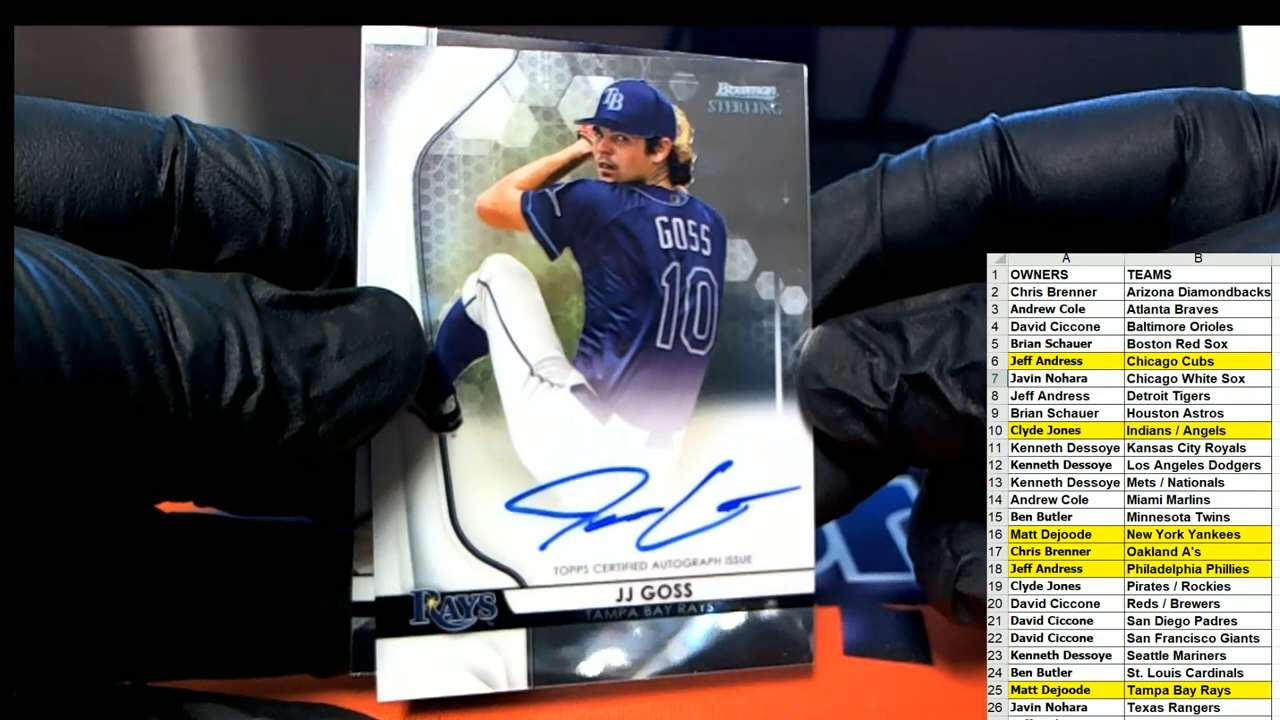 TB
Bowman
STERLING
GOSS
10
TOPPS CERTIFIED AUTOGRAPH ISSUE
JJ GOSS
RAYS
TAMPA BAY RAYS
A B
1 OWNERS TEAMS
2 Chris Brenner Arizona Diamondbacks
3 Andrew Cole Atlanta Braves
4 David Ciccone Baltimore Orioles
5 Brian Schauer Boston Red Sox
6 Jeff Andress Chicago Cubs
7 Javin Nohara Chicago White Sox
8 Jeff Andress Detroit Tigers
9 Brian Schauer Houston Astros
10 Clyde Jones Indians / Angels
11 Kenneth Dessoye Kansas City Royals
12 Kenneth Dessoye Los Angeles Dodgers
13 Kenneth Dessoye Mets / Nationals
14 Andrew Cole Miami Marlins
15 Ben Butler Minnesota Twins
16 Matt Dejoode New York Yankees
17 Chris Brenner Oakland A's
18 Jeff Andress Philadelphia Phillies
19 Clyde Jones Pirates / Rockies
20 David Ciccone Reds / Brewers
21 David Ciccone San Diego Padres
22 David Ciccone San Francisco Giants
23 Kenneth Dessoye Seattle Mariners
24 Ben Butler St. Louis Cardinals
25 Matt Dejoode Tampa Bay Rays
26 Javin Nohara Texas Rangers